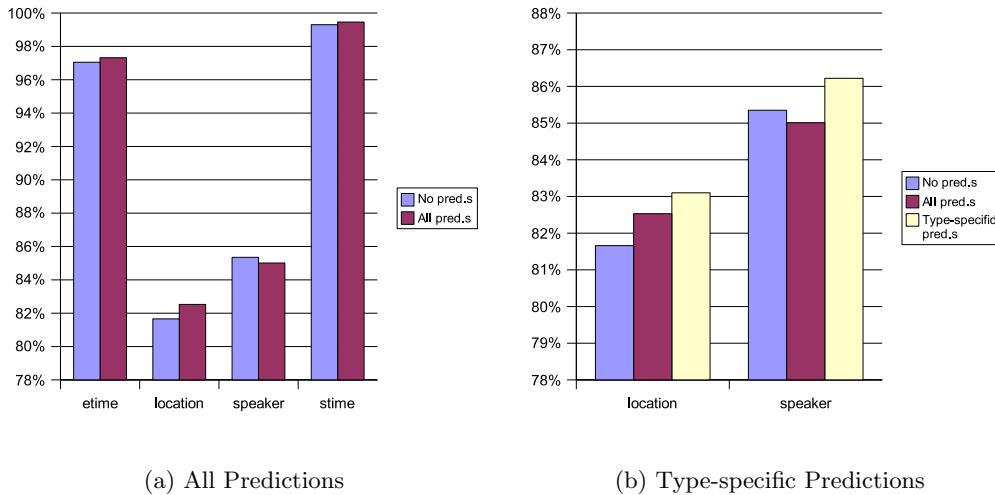 100%
98%
96%
94%
92%
90%
88%
86%
84%
82%
80%
78%
etime location speaker stime
No pred.s
All pred.s
(a) All Predictions
88%
87%
86%
85%
84%
83%
82%
81%
80%
79%
78%
location speaker
No pred.s
All pred.s
Type-specific
pred.s
(b) Type-specific Predictions